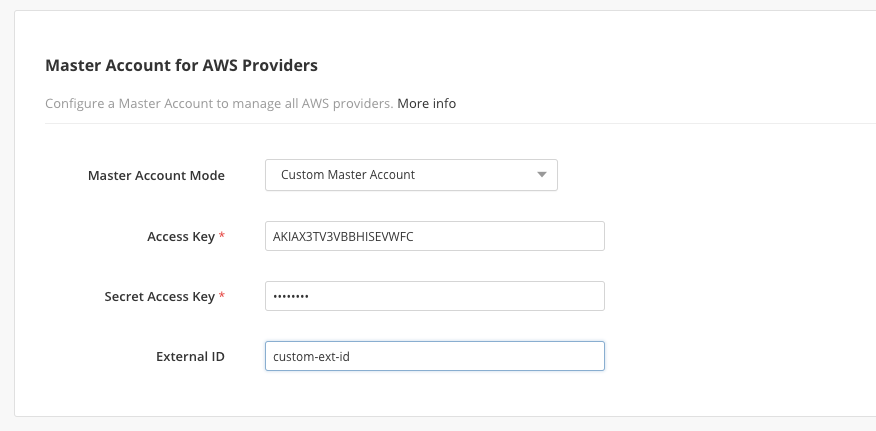 Master Account for AWS Providers
Configure a Master Account to manage all AWS providers. More info
Master Account Mode Custom Master Account
Access Key * AKIAX3TV3VBBHISEVWFC
Secret Access Key * ••••••••
External ID custom-ext-id